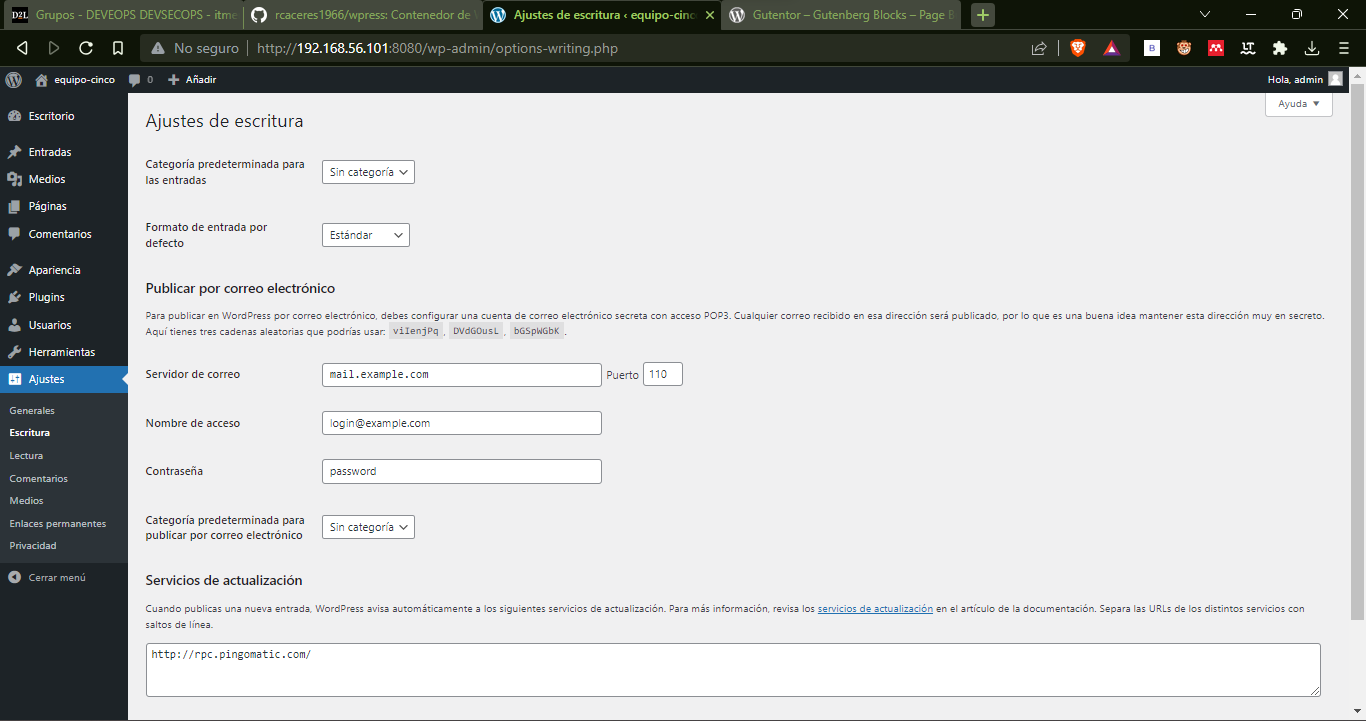 D2L Grupos - DEVEOPS DEVSECOPS - itme
rcaceres1966/wpress: Contenedor de
Ajustes de escritura ‹ equipo-cinco
Gutentor – Gutenberg Blocks – Page B
No seguro http://192.168.56.101:8080/wp-admin/options-writing.php
equipo-cinco 0 Añadir Hola, admin
Ayuda
Escritorio
Entradas
Medios
Páginas
Comentarios
Apariencia
Plugins
Usuarios
Herramientas
Ajustes
Generales
Escritura
Lectura
Comentarios
Medios
Enlaces permanentes
Privacidad
Cerrar menú
Ajustes de escritura
Categoría predeterminada para
las entradas
Sin categoría
Formato de entrada por
defecto
Estándar
Publicar por correo electrónico
Para publicar en WordPress por correo electrónico, debes configurar una cuenta de correo electrónico secreta con acceso POP3. Cualquier correo recibido en esa dirección será publicado, por lo que es una buena idea mantener esta dirección muy en secreto.
Aquí tienes tres cadenas aleatorias que podrías usar: viIenjPq, DVdGOusL, bGSpWGbK.
Servidor de correo mail.example.com Puerto 110
Nombre de acceso login@example.com
Contraseña password
Categoría predeterminada para
publicar por correo electrónico
Sin categoría
Servicios de actualización
Cuando publicas una nueva entrada, WordPress avisa automáticamente a los siguientes servicios de actualización. Para más información, revisa los servicios de actualización en el artículo de la documentación. Separa las URLs de los distintos servicios con
saltos de línea.
http://rpc.pingomatic.com/